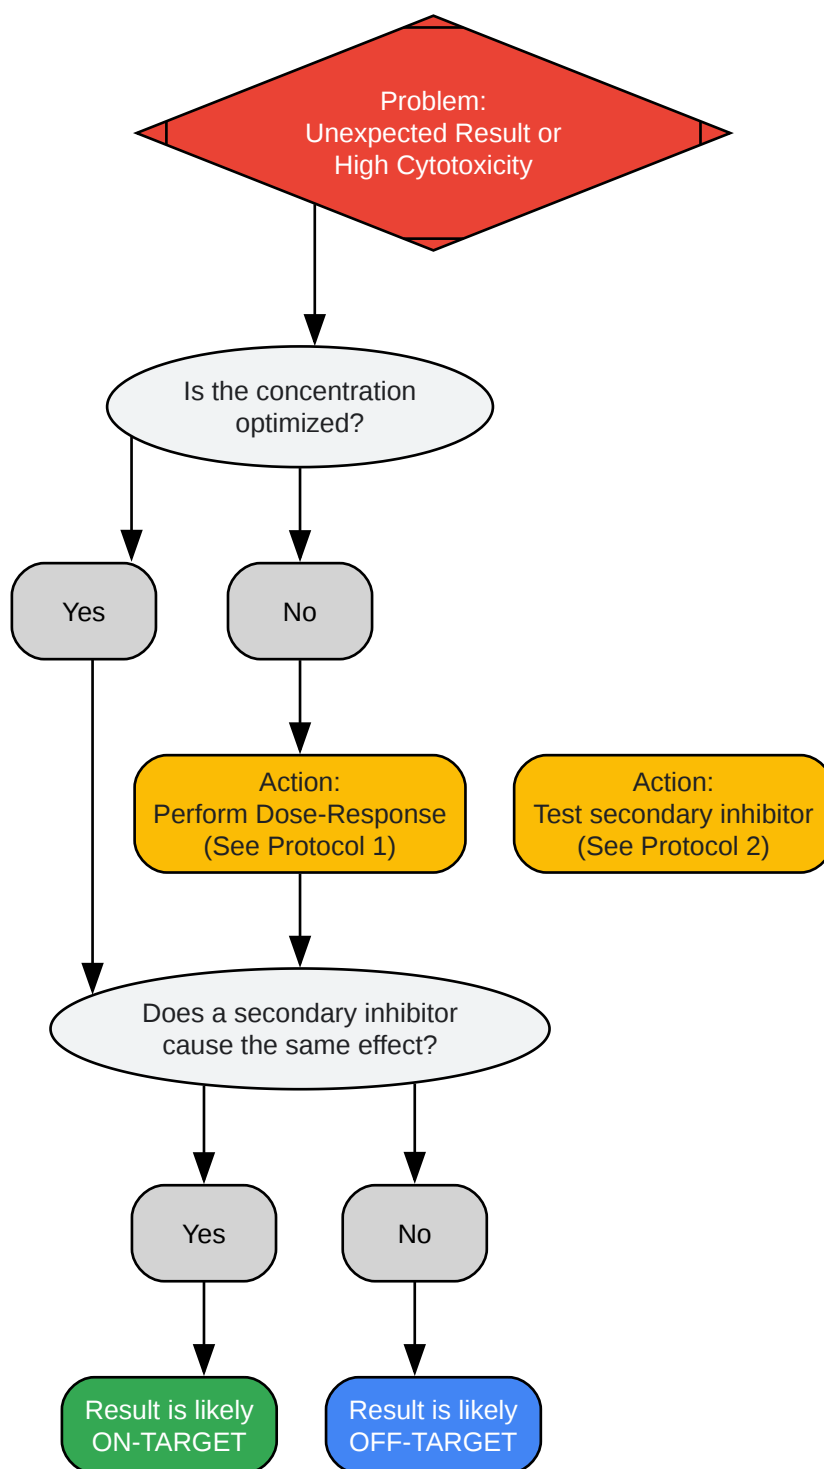 Problem:
Unexpected Result or
High Cytotoxicity
Is the concentration
optimized?
Yes
No
Action:
Perform Dose-Response
(See Protocol 1)
Action:
Test secondary inhibitor
(See Protocol 2)
Does a secondary inhibitor
cause the same effect?
Yes
No
Result is likely
ON-TARGET
Result is likely
OFF-TARGET